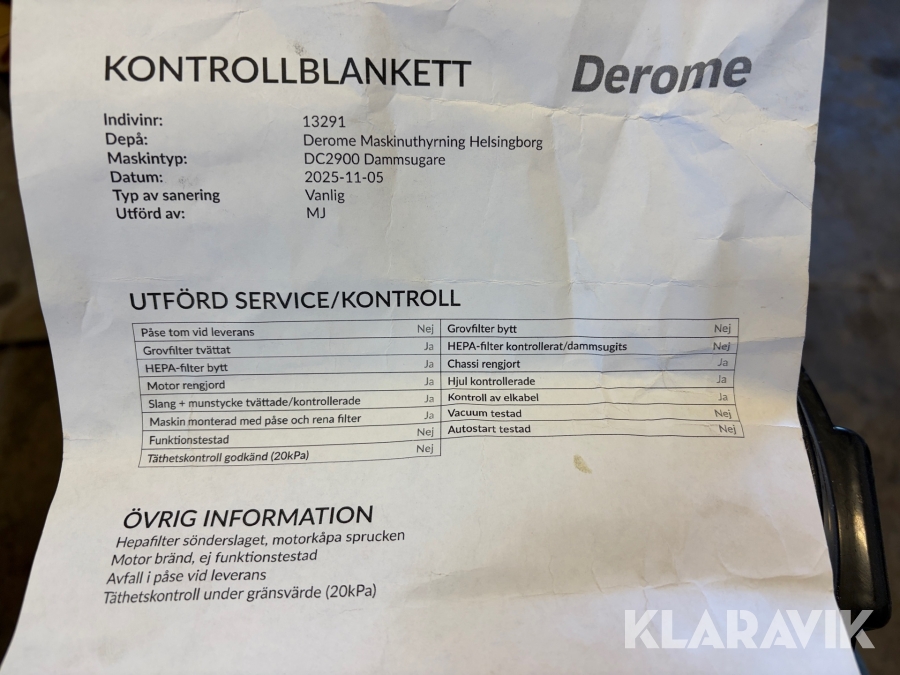 KONTROLLBLANKETT
Derome
Indivinr: 13291
Depå: Derome Maskinuthyrning Helsingborg
Maskintyp: DC2900 Dammsugare
Datum: 2025-11-05
Typ av sanering Vanlig
Utförd av: MJ
UTFÖRD SERVICE/KONTROLL
Påse tom vid leverans Nej Grovfilter bytt Nej
Grovfilter tvättat Ja HEPA-filter kontrollerat/dammsugits Nej
HEPA-filter bytt Ja Chassi rengjort Ja
Motor rengjord Ja Hjul kontrollerade Ja
Slang + munstycke tvättade/kontrollerade Ja Kontroll av elkabel Ja
Maskin monterad med påse och rena filter Ja Vacuum testad Nej
Funktionstestad Nej Autostart testad Nej
Täthetskontroll godkänd (20kPa) Nej
ÖVRIG INFORMATION
Hepafilter sönderslaget, motorkåpa sprucken
Motor bränd, ej funktionstestad
Avfall i påse vid leverans
Täthetskontroll under gränsvärde (20kPa)
KLARAVIK